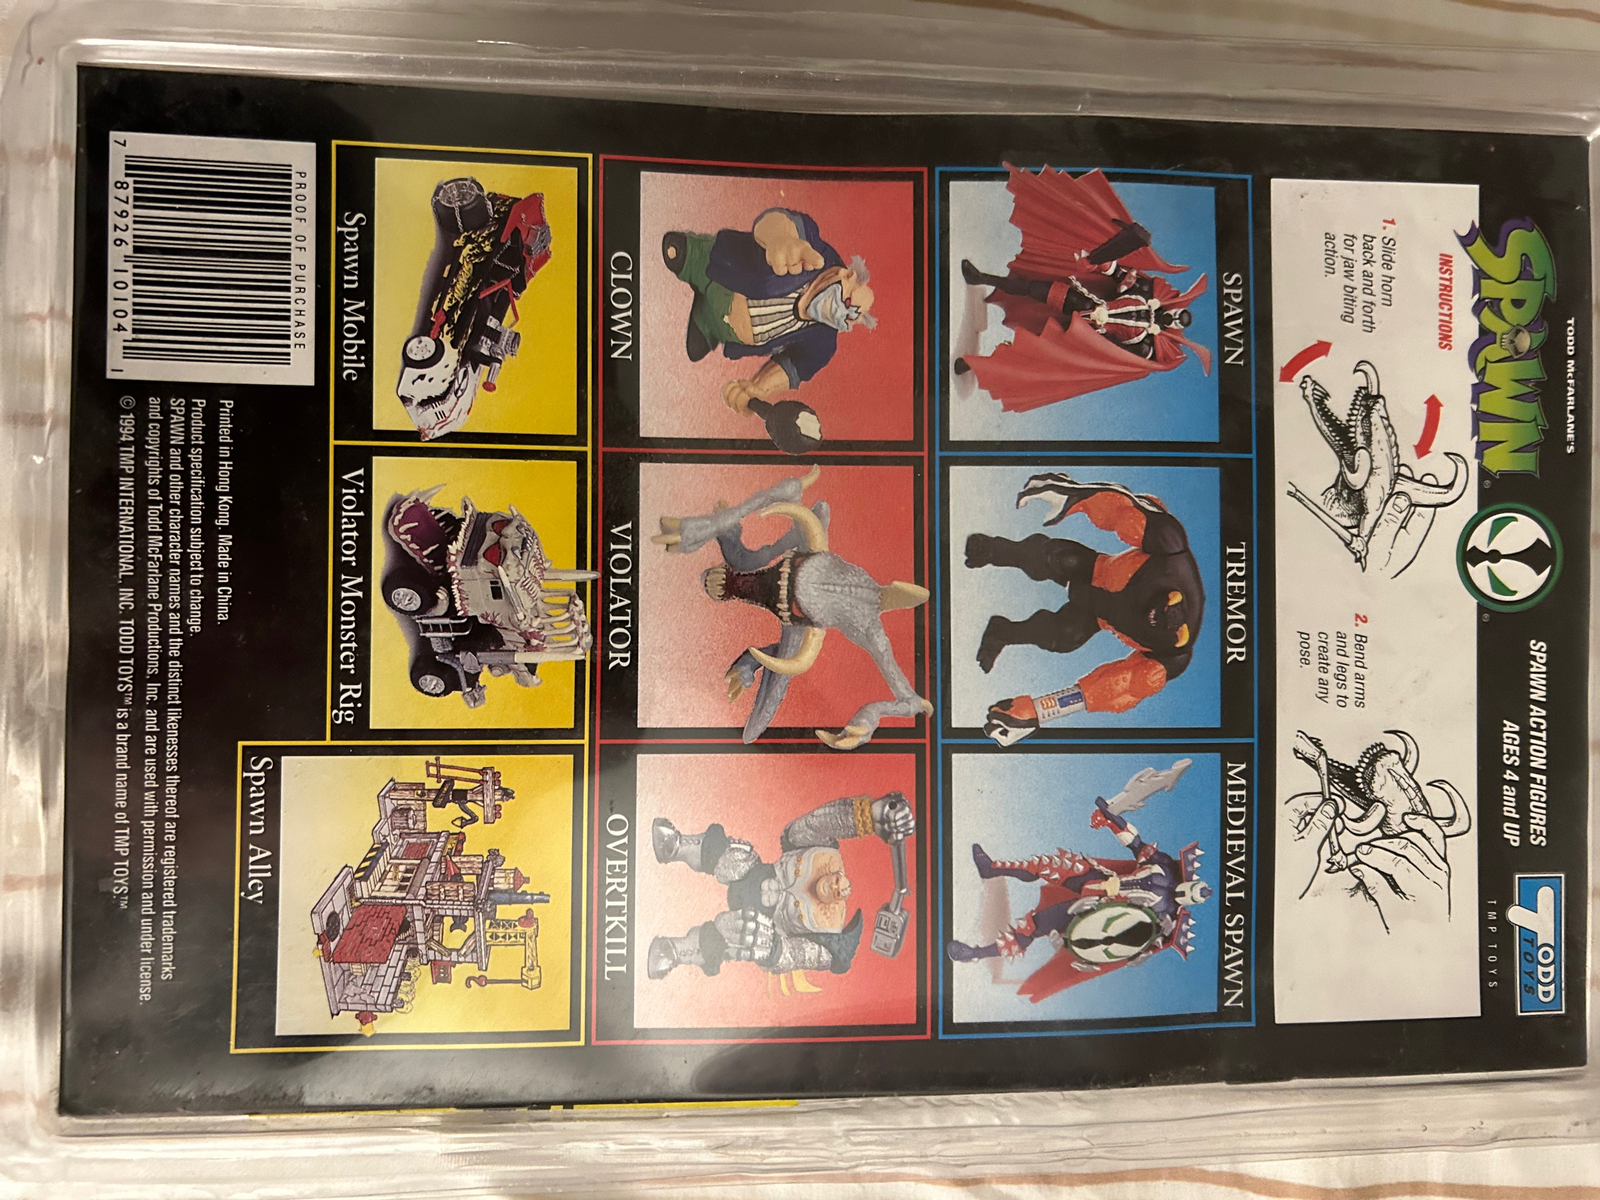 TODD McFARLANE'S
SPAWN®
®
SPAWN ACTION FIGURES
AGES 4 and UP
TODD
TOYS
TMP TOYS
INSTRUCTIONS
1. Slide horn
back and forth
for jaw biting
action.
2. Bend arms
and legs to
create any
pose.
SPAWN
TREMOR
MEDIEVAL SPAWN
CLOWN
VIOLATOR
OVERTKILL
Spawn Mobile
Violator Monster Rig
Spawn Alley
PROOF OF PURCHASE
7 87926 10104 1
Printed in Hong Kong. Made in China.
Product specification subject to change.
SPAWN and other character names and the distinct likenesses thereof are registered trademarks
and copyrights of Todd McFarlane Productions, Inc. and are used with permission and under license.
© 1994 TMP INTERNATIONAL, INC. TODD TOYS™ is a brand name of TMP TOYS.™